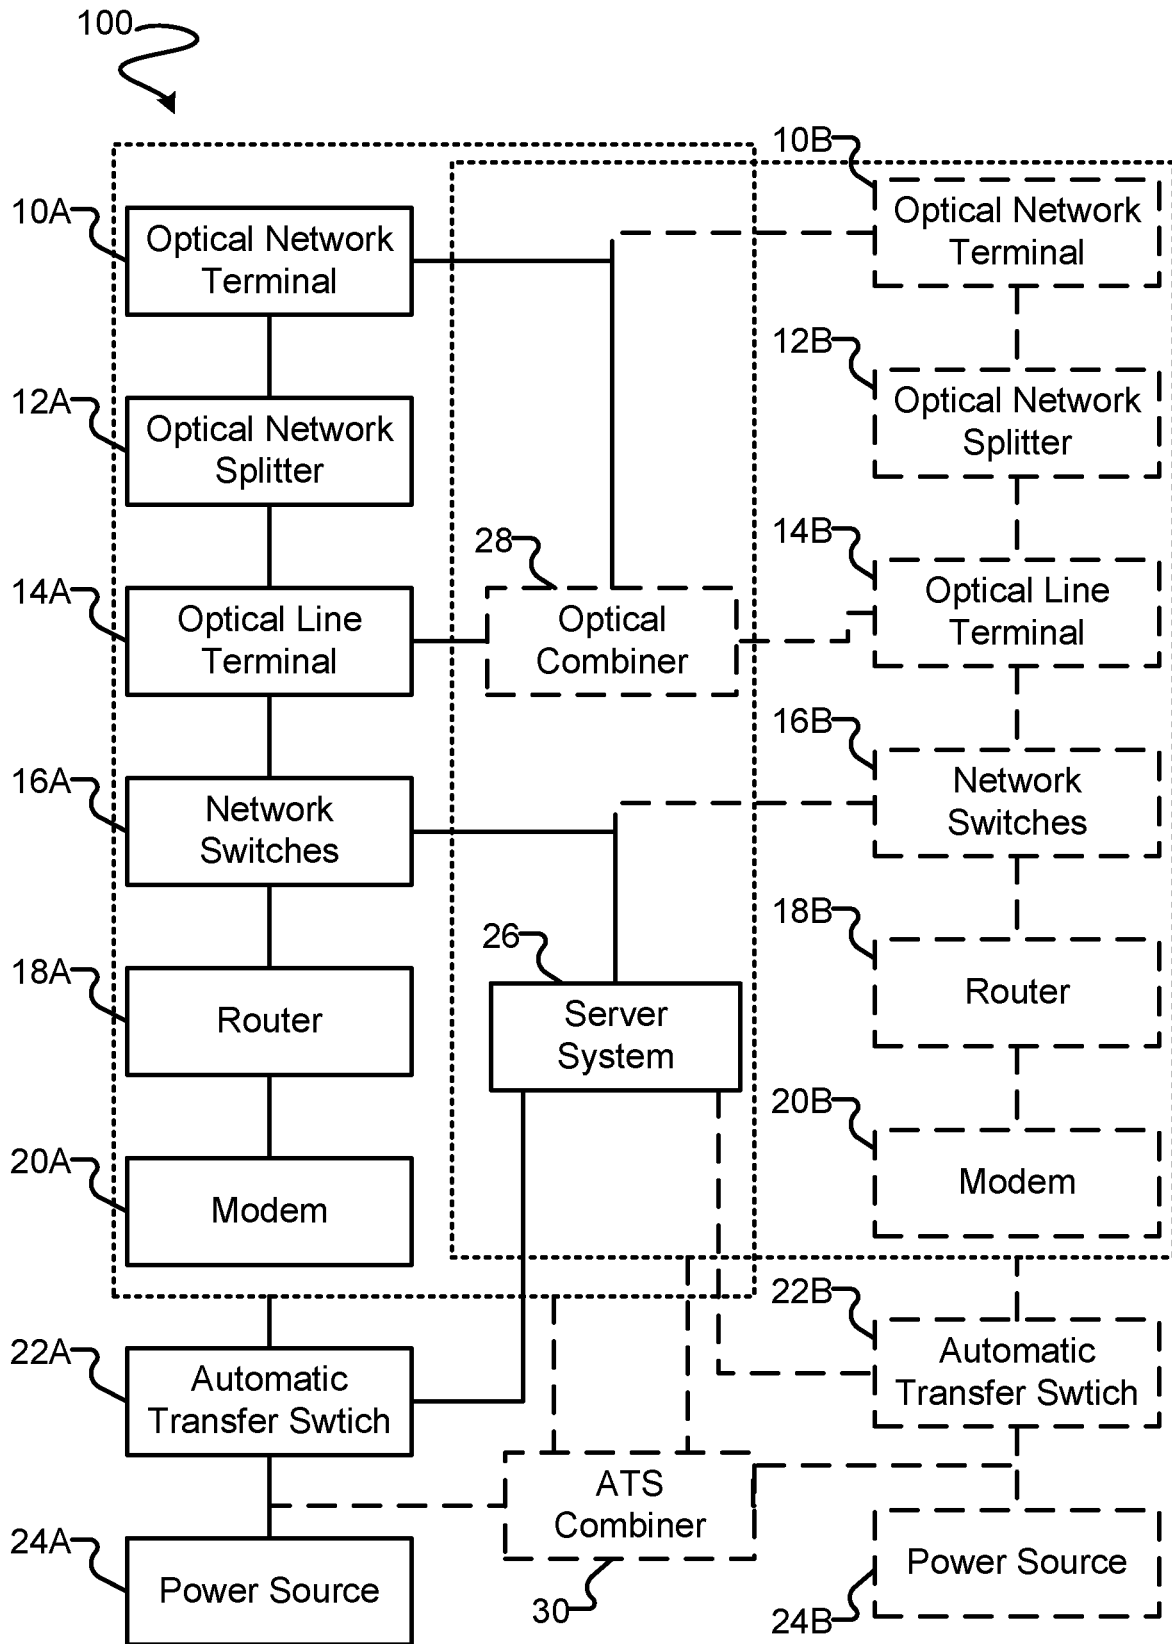 100
10A
Optical Network
Terminal
12A
Optical Network
Splitter
14A
Optical Line
Terminal
16A
Network
Switches
18A
Router
20A
Modem
22A
Automatic
Transfer Swtich
24A
Power Source
28
Optical
Combiner
26
Server
System
ATS
Combiner
30
10B
Optical Network
Terminal
12B
Optical Network
Splitter
14B
Optical Line
Terminal
16B
Network
Switches
18B
Router
20B
Modem
22B
Automatic
Transfer Swtich
Power Source
24B